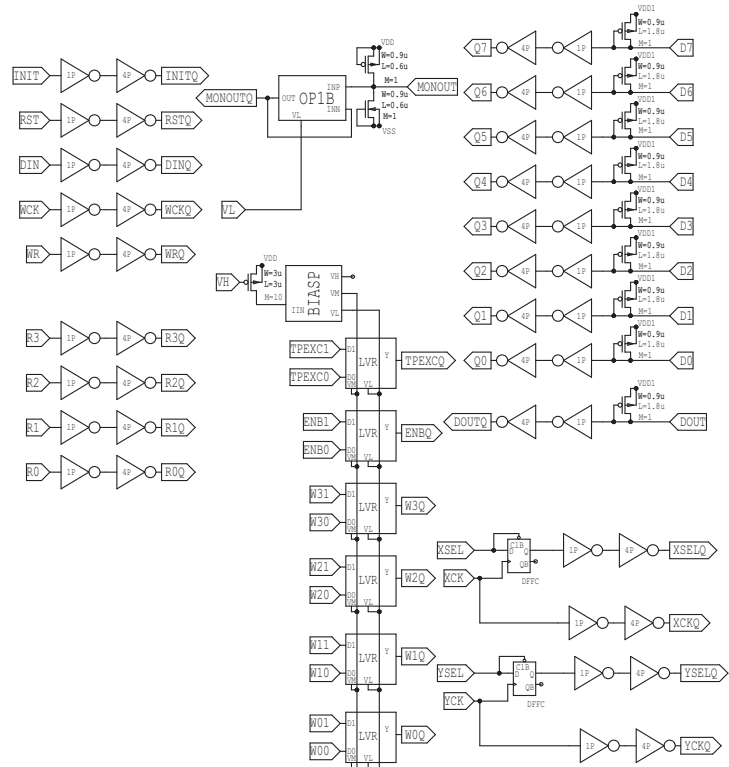 INIT 1P 4P INITQ
RST 1P 4P RSTQ
DIN 1P 4P DINQ
WCK 1P 4P WCKQ
WR 1P 4P WRQ
R3 1P 4P R3Q
R2 1P 4P R2Q
R1 1P 4P R1Q
R0 1P 4P R0Q
VDD
W=0.9u
L=0.6u
M=1
MONOUTQ OUT OP1B INP MONOUT
INN
VL
W=0.9u
L=0.6u
M=1
VSS
VL
VDD
VH W=3u
L=3u
M=10
BIASP
VH
VM
IIN VL
TPEXC1 D1 LVR Y TPEXCQ
TPEXC0 D0
VM VL
ENB1 D1 LVR Y ENBQ
ENB0 D0
VM VL
W31 D1 LVR Y W3Q
W30 D0
VM VL
W21 D1 LVR Y W2Q
W20 D0
VM VL
W11 D1 LVR Y W1Q
W10 D0
VM VL
W01 D1 LVR Y W0Q
W00 D0
VM VL
VDD1
W=0.9u
L=1.8u
M=1
Q7 4P 1P D7
VDD1
W=0.9u
L=1.8u
M=1
Q6 4P 1P D6
VDD1
W=0.9u
L=1.8u
M=1
Q5 4P 1P D5
VDD1
W=0.9u
L=1.8u
M=1
Q4 4P 1P D4
VDD1
W=0.9u
L=1.8u
M=1
Q3 4P 1P D3
VDD1
W=0.9u
L=1.8u
M=1
Q2 4P 1P D2
VDD1
W=0.9u
L=1.8u
M=1
Q1 4P 1P D1
VDD1
W=0.9u
L=1.8u
M=1
Q0 4P 1P D0
VDD1
W=0.9u
L=1.8u
M=1
DOUTQ 4P 1P DOUT
XSEL C1B D Q 1P 4P XSELQ
QB
XCK DFFC
1P 4P XCKQ
YSEL C1B D Q 1P 4P YSELQ
QB
YCK DFFC
1P 4P YCKQ